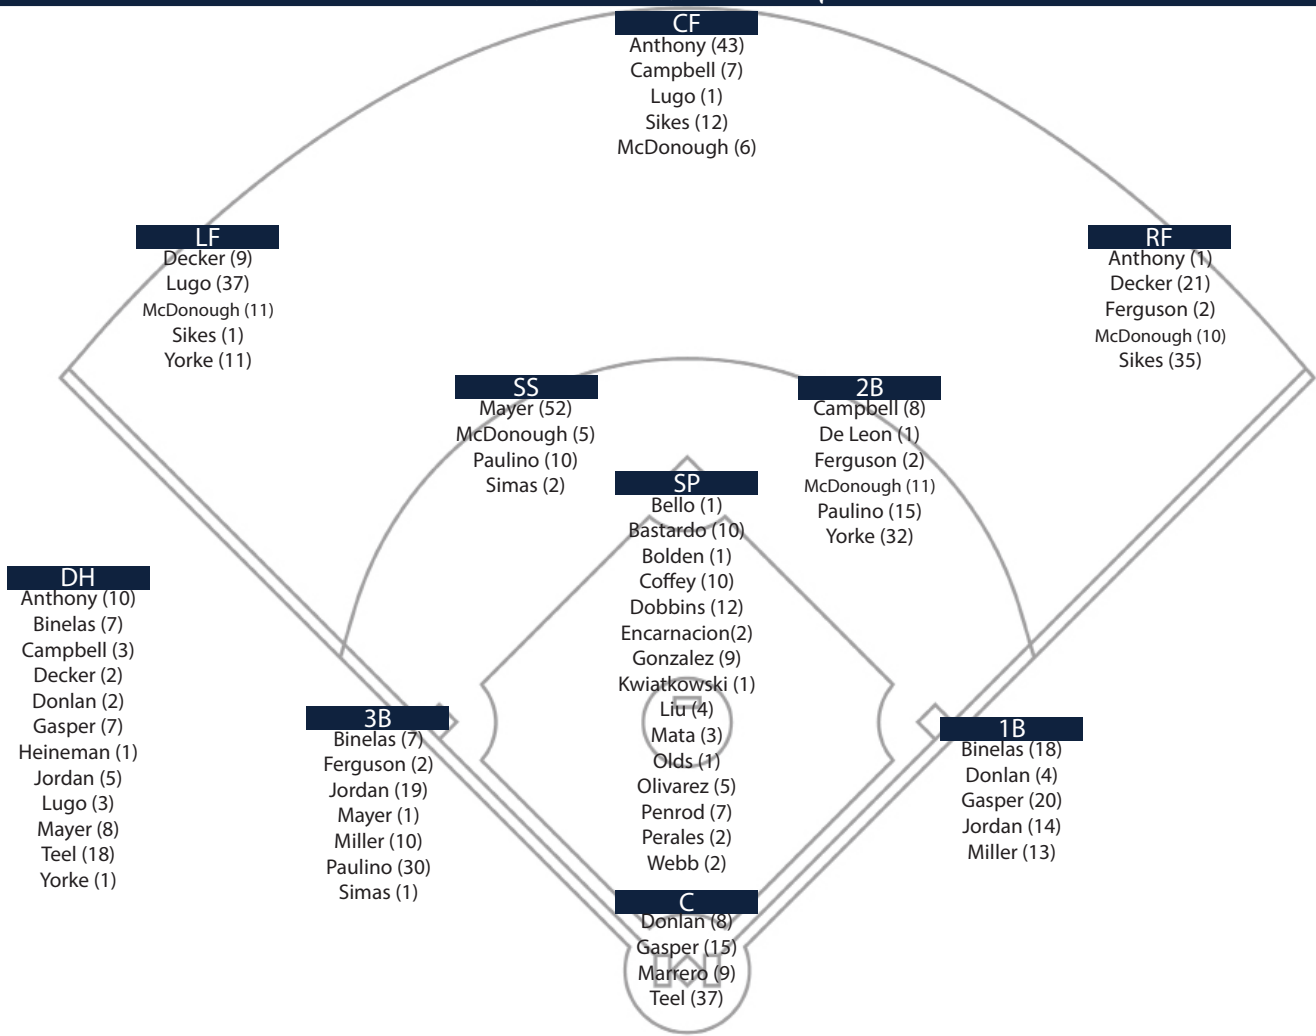 CF
Anthony (43)
Campbell (7)
Lugo (1)
Sikes (12)
McDonough (6)
LF
Decker (9)
Lugo (37)
McDonough (11)
Sikes (1)
Yorke (11)
RF
Anthony (1)
Decker (21)
Ferguson (2)
McDonough (10)
Sikes (35)
SS
Mayer (52)
McDonough (5)
Paulino (10)
Simas (2)
2B
Campbell (8)
De Leon (1)
Ferguson (2)
McDonough (11)
Paulino (15)
Yorke (32)
SP
Bello (1)
Bastardo (10)
Bolden (1)
Coffey (10)
Dobbins (12)
Encarnacion(2)
Gonzalez (9)
Kwiatkowski (1)
Liu (4)
Mata (3)
Olds (1)
Olivarez (5)
Penrod (7)
Perales (2)
Webb (2)
DH
Anthony (10)
Binelas (7)
Campbell (3)
Decker (2)
Donlan (2)
Gasper (7)
Heineman (1)
Jordan (5)
Lugo (3)
Mayer (8)
Teel (18)
Yorke (1)
3B
Binelas (7)
Ferguson (2)
Jordan (19)
Mayer (1)
Miller (10)
Paulino (30)
Simas (1)
1B
Binelas (18)
Donlan (4)
Gasper (20)
Jordan (14)
Miller (13)
C
Donlan (8)
Gasper (15)
Marrero (9)
Teel (37)